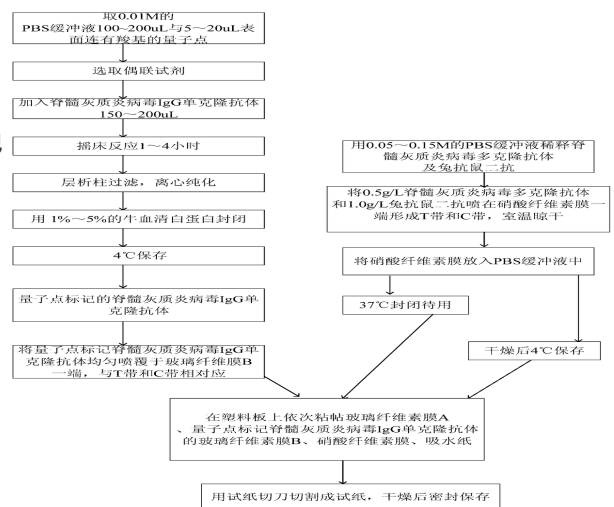 取0.01M的
PBS缓冲液100~200uL与5～20uL表
面连有羧基的量子点
选取偶联试剂
加入脊髓灰质炎病毒IgG单克隆抗体
150～200uL
摇床反应1～4小时
层析柱过滤，离心纯化
用 1%～5%的牛血清白蛋白封闭
4℃保存
量子点标记的脊髓灰质炎病毒IgG单
克隆抗体
将量子点标记脊髓灰质炎病毒IgG单
克隆抗体均匀喷覆于玻璃纤维膜B
一端，与T带和C带相对应
用0.05～0.15M的PBS缓冲液稀释脊
髓灰质炎病毒多克隆抗体
及兔抗鼠二抗
将0.5g/L脊髓灰质炎病毒多克隆抗体
和1.0g/L兔抗鼠二抗喷在硝酸纤维素膜一
端形成T带和C带，室温晾干
将硝酸纤维素膜放入PBS缓冲液中
37℃封闭待用
干燥后4℃保存
在塑料板上依次粘帖玻璃纤维素膜A
、量子点标记脊髓灰质炎病毒IgG单克隆抗体
的玻璃纤维素膜B、硝酸纤维素膜、吸水纸
用试纸切刀切割成试纸，干燥后密封保存